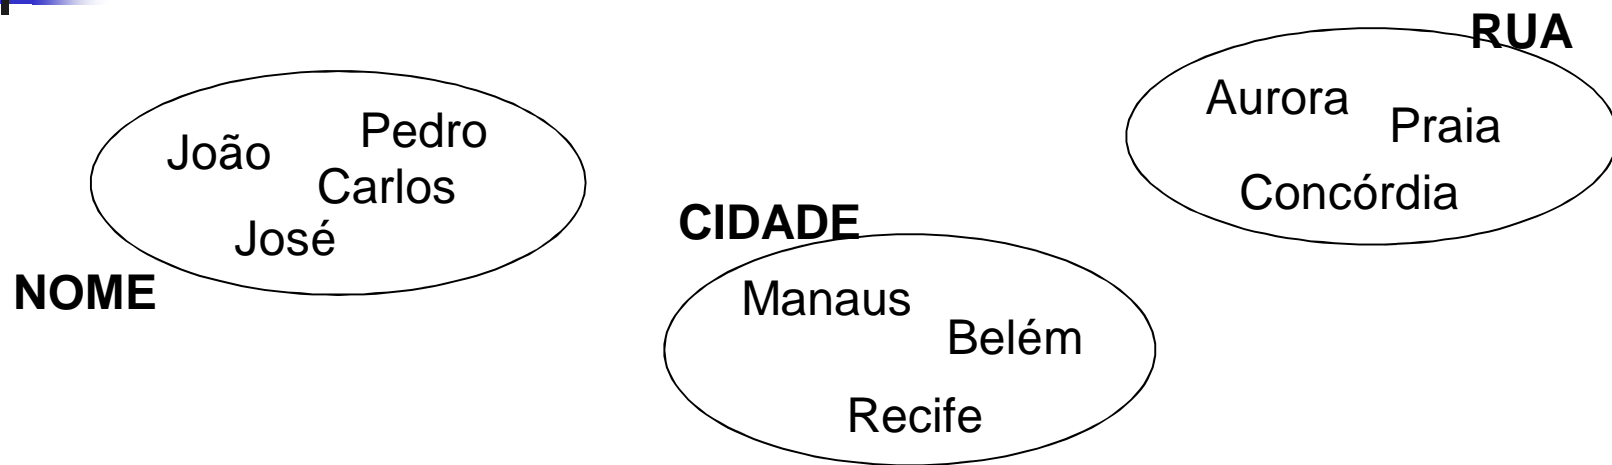 NOME
João
Pedro
Carlos
José
CIDADE
Manaus
Belém
Recife
RUA
Aurora
Praia
Concórdia